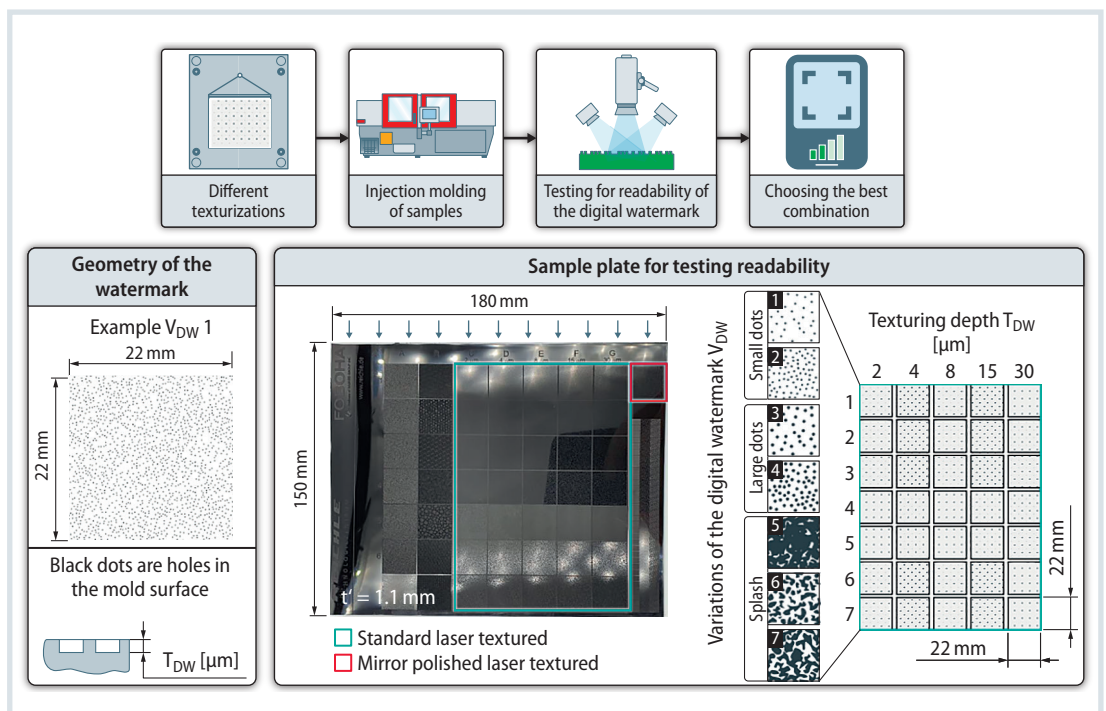 Different
texturizations
Injection molding
of samples
Testing for readability of
the digital watermark
Choosing the best
combination
Geometry of the
watermark
Example V_DW 1
22 mm
22 mm
Black dots are holes in
the mold surface
T_DW [µm]
Sample plate for testing readability
180 mm
150 mm
D
E
F
G
t' = 1.1 mm
Standard laser textured
Mirror polished laser textured
Variations of the digital watermark V_DW
Small dots
1
2
Large dots
3
4
Splash
5
6
7
Texturing depth T_DW
[µm]
2 4 8 15 30
1
2
3
4
5
6
7
22 mm
22 mm